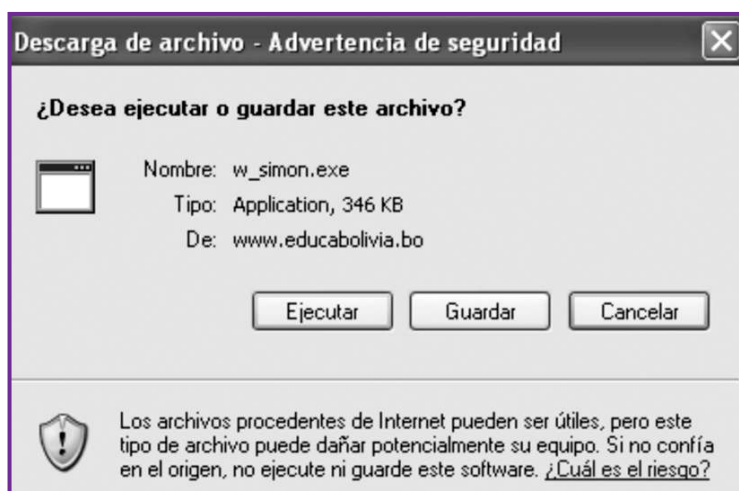 Descarga de archivo - Advertencia de seguridad
¿Desea ejecutar o guardar este archivo?
Nombre: w_simon.exe
Tipo: Application, 346 KB
De: www.educabolivia.bo
Ejecutar Guardar Cancelar
Los archivos procedentes de Internet pueden ser útiles, pero este
tipo de archivo puede dañar potencialmente su equipo. Si no confía
en el origen, no ejecute ni guarde este software. ¿Cuál es el riesgo?